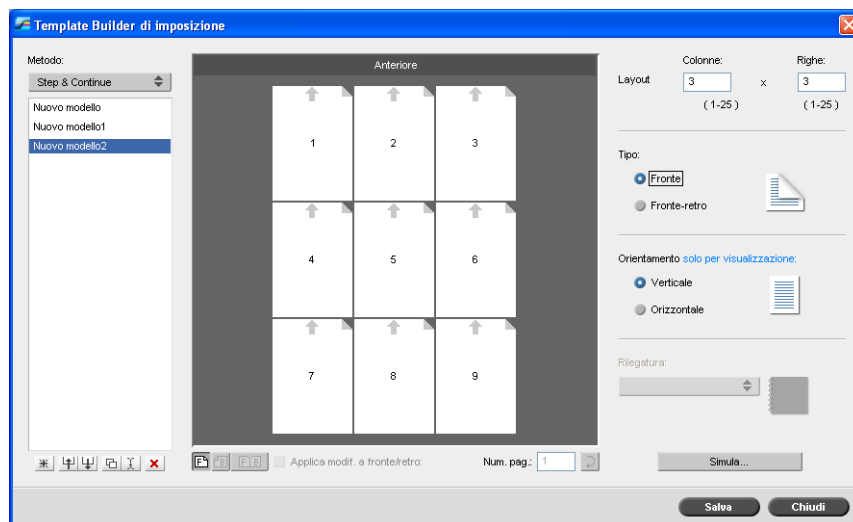 Template Builder di imposizione
Metodo:
Step & Continue
Nuovo modello
Nuovo modello1
Nuovo modello2
Anteriore
1 2 3
4 5 6
7 8 9
F B F B
Applica modif. a fronte/retro:
Num. pag.: 1
Colonne: Righe:
Layout 3 x 3
(1-25) (1-25)
Tipo:
Fronte
Fronte-retro
Orientamento solo per visualizzazione:
Verticale
Orizzontale
Rilegatura:
Simula...
Salva Chiudi